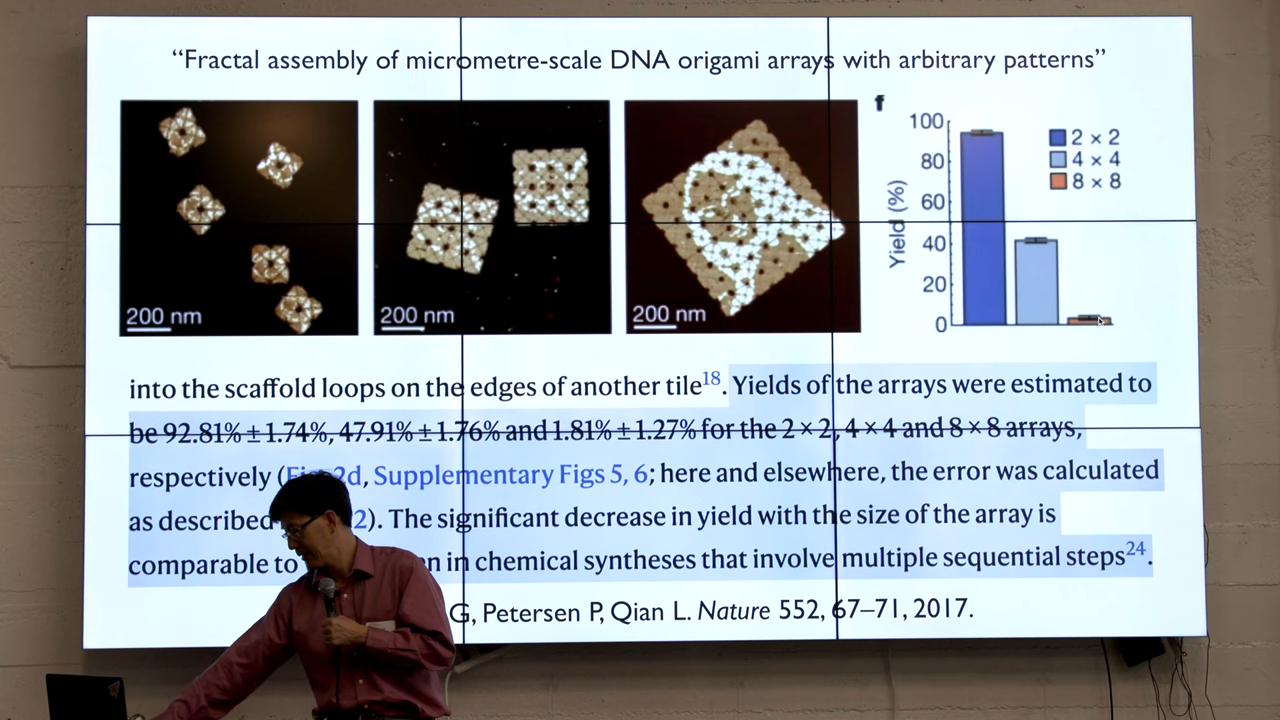 “Fractal assembly of micrometre-scale DNA origami arrays with arbitrary patterns”
200 nm
200 nm
200 nm
f
Yield (%)
100
80
60
40
20
0
2 × 2
4 × 4
8 × 8
into the scaffold loops on the edges of another tile18. Yields of the arrays were estimated to
be 92.81% ± 1.74%, 47.91% ± 1.76% and 1.81% ± 1.27% for the 2 × 2, 4 × 4 and 8 × 8 arrays,
respectively (2d, Supplementary Figs 5, 6; here and elsewhere, the error was calculated
as described 2). The significant decrease in yield with the size of the array is
comparable to in chemical syntheses that involve multiple sequential steps24.
G, Petersen P, Qian L. Nature 552, 67–71, 2017.